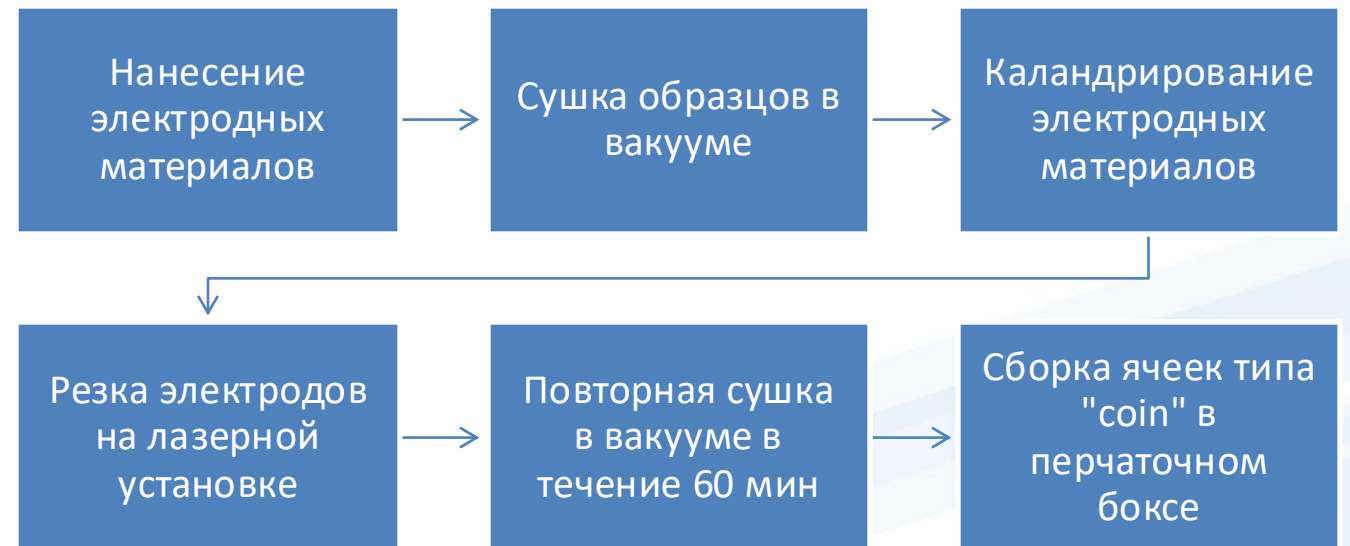 Нанесение
электродных
материалов
Сушка образцов в
вакууме
Каландрирование
электродных
материалов
Резка электродов
на лазерной
установке
Повторная сушка
в вакууме в
течение 60 мин
Сборка ячеек типа
"coin" в
перчаточном
боксе